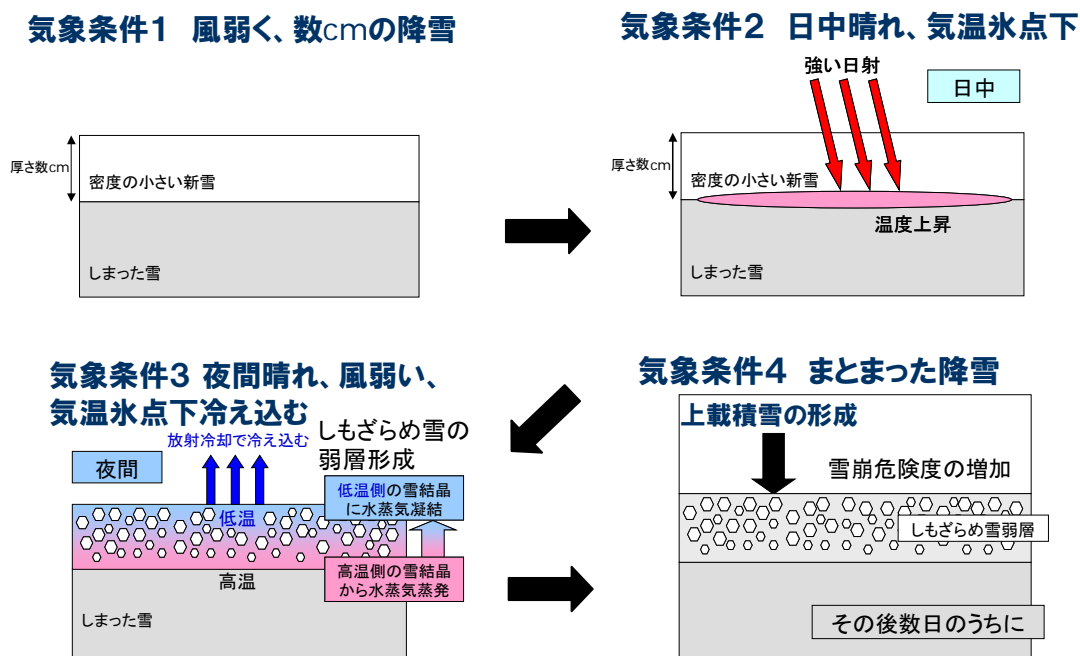 気象条件1 風弱く、数cmの降雪
厚さ数cm
密度の小さい新雪
しまった雪
気象条件2 日中晴れ、気温氷点下
強い日射
日中
厚さ数cm
密度の小さい新雪
温度上昇
しまった雪
気象条件3 夜間晴れ、風弱い、
気温氷点下冷え込む
放射冷却で冷え込む
しもざらめ雪の
弱層形成
夜間
低温側の雪結晶
に水蒸気凝結
低温
高温側の雪結晶
から水蒸気蒸発
高温
しまった雪
気象条件4 まとまった降雪
上載積雪の形成
雪崩危険度の増加
しもざらめ雪弱層
その後数日のうちに